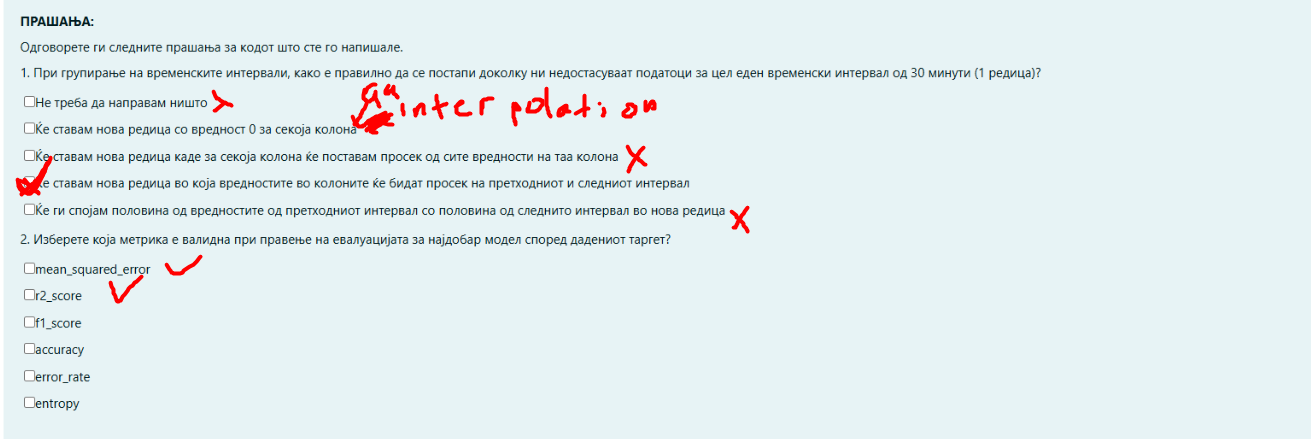 ПРАШАЊА:
Одговорете ги следните прашања за кодот што сте го напишале.
1. При групирање на временските интервали, како е правилно да се постапи доколку ни недостасуваат податоци за цел еден временски интервал од 30 минути (1 редица)?
Не треба да направам ништо
interpolation
Ќе ставам нова редица со вредност 0 за секоја колона
Ќе ставам нова редица каде за секоја колона ќе поставам просек од сите вредности на таа колона
Ќе ставам нова редица во која вредностите во колоните ќе бидат просек на претходниот и следниот интервал
Ќе ги спојам половина од вредностите од претходниот интервал со половина од следнито интервал во нова редица
2. Изберете која метрика е валидна при правење на евалуацијата за најдобар модел според дадениот таргет?
mean_squared_error
r2_score
f1_score
accuracy
error_rate
entropy